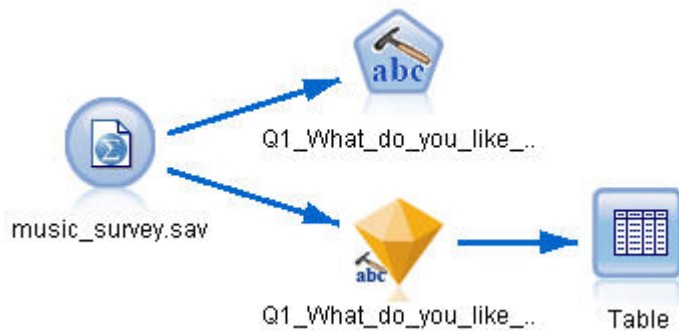 abc
Q1_What_do_you_like_..
music_survey.sav
abc
Q1_What_do_you_like_..
Table